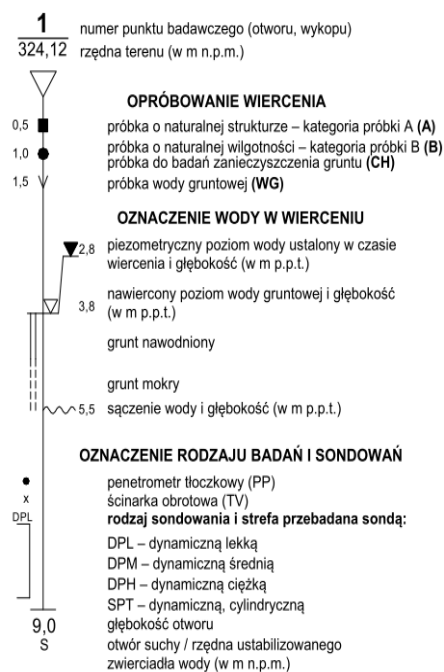 1 numer punktu badawczego (otworu, wykopu)
324,12 rzędna terenu (w m n.p.m.)
OPRÓBOWANIE WIERCENIA
0,5 próbka o naturalnej strukturze – kategoria próbki A (A)
1,0 próbka o naturalnej wilgotności – kategoria próbki B (B)
próbka do badań zanieczyszczenia gruntu (CH)
1,5 próbka wody gruntowej (WG)
OZNACZENIE WODY W WIERCENIU
2,8 piezometryczny poziom wody ustalony w czasie
wiercenia i głębokość (w m p.p.t.)
3,8 nawiercony poziom wody gruntowej i głębokość
(w m p.p.t.)
grunt nawodniony
grunt mokry
5,5 sączenie wody i głębokość (w m p.p.t.)
OZNACZENIE RODZAJU BADAŃ I SONDOWAŃ
penetrometr tłoczkowy (PP)
x ścinarka obrotowa (TV)
DPL rodzaj sondowania i strefa przebadana sondą:
DPL – dynamiczną lekką
DPM – dynamiczną średnią
DPH – dynamiczną ciężką
SPT – dynamiczną, cylindryczną
9,0 głębokość otworu
S otwór suchy / rzędna ustabilizowanego
zwierciadła wody (w m n.p.m.)